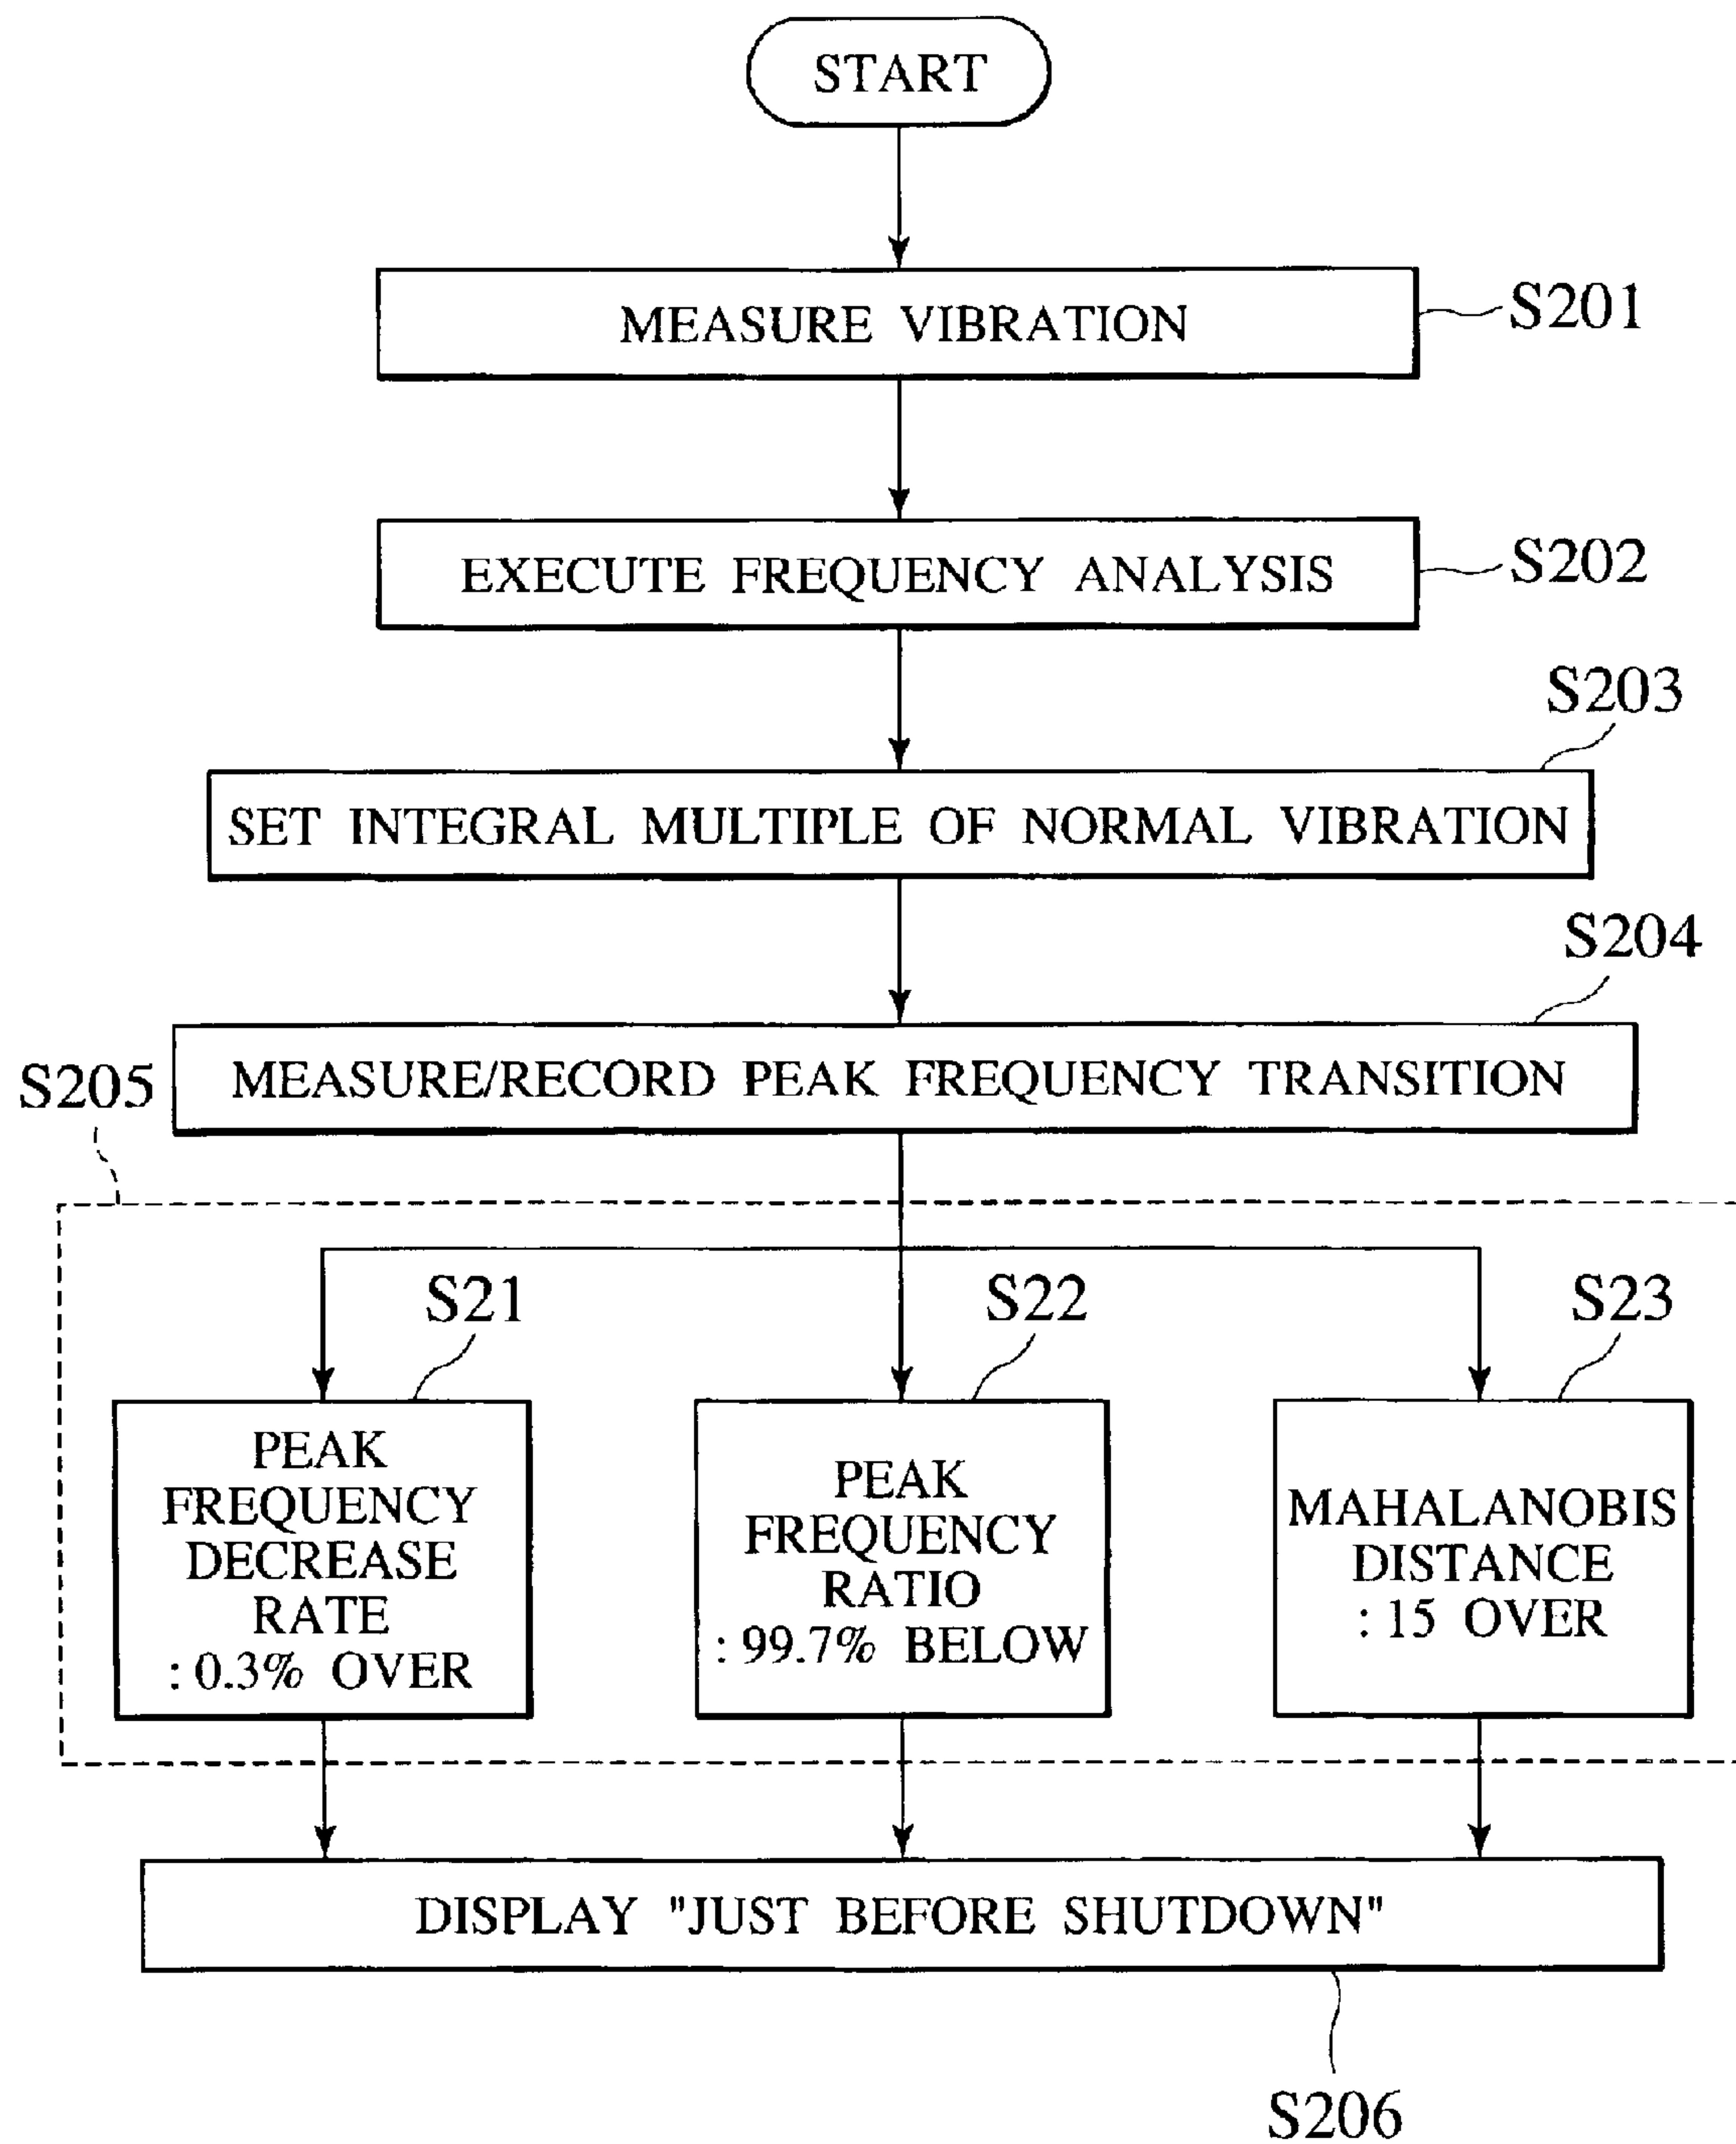 START
MEASURE VIBRATION
S201
EXECUTE FREQUENCY ANALYSIS
S202
S203
SET INTEGRAL MULTIPLE OF NORMAL VIBRATION
S204
MEASURE/RECORD PEAK FREQUENCY TRANSITION
S205
S21
PEAK
FREQUENCY
DECREASE
RATE
: 0.3% OVER
S22
PEAK
FREQUENCY
RATIO
: 99.7% BELOW
S23
MAHALANOBIS
DISTANCE
: 15 OVER
DISPLAY "JUST BEFORE SHUTDOWN"
S206